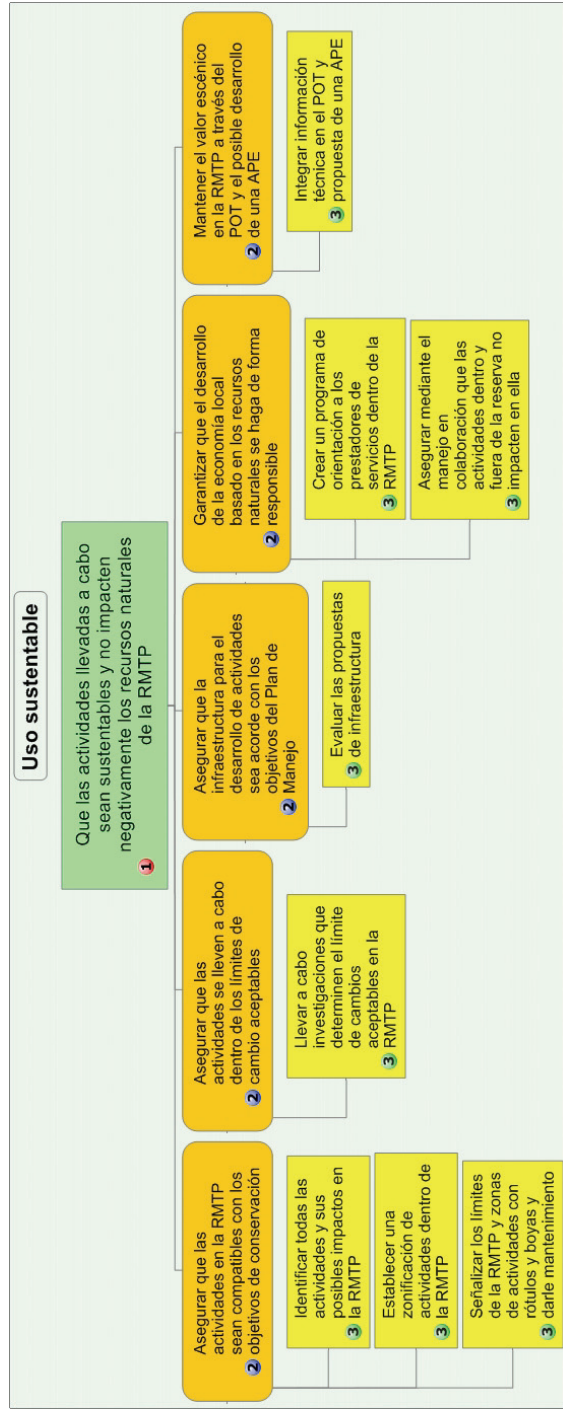 Uso sustentable
Que las actividades llevadas a cabo
sean sustentables y no impacten
negativamente los recursos naturales
1 de la RMTP
Asegurar que las
actividades en la RMTP
sean compatibles con los
2 objetivos de conservación
Identificar todas las
actividades y sus
posibles impactos en
3 la RMTP
Establecer una
zonificación de
actividades dentro de
3 la RMTP
Señalizar los límites
de la RMTP y zonas
de actividades con
rótulos y boyas y
3 darle mantenimiento
Asegurar que las
actividades se lleven a cabo
dentro de los límites de
2 cambio aceptables
Llevar a cabo
investigaciones que
determinen el límite
de cambios
aceptables en la
3 RMTP
Asegurar que la
infraestructura para el
desarrollo de actividades
sea acorde con los
objetivos del Plan de
2 Manejo
Evaluar las propuestas
3 de infraestructura
Garantizar que el desarrollo
de la economía local
basado en los recursos
naturales se haga de forma
2 responsible
Crear un programa de
orientación a los
prestadores de
servicios dentro de la
3 RMTP
Asegurar mediante el
manejo en
colaboración que las
actividades dentro y
fuera de la reserva no
3 impacten en ella
Mantener el valor escénico
en la RMTP a través del
POT y el posible desarrollo
2 de una APE
Integrar información
técnica en el POT y
3 propuesta de una APE